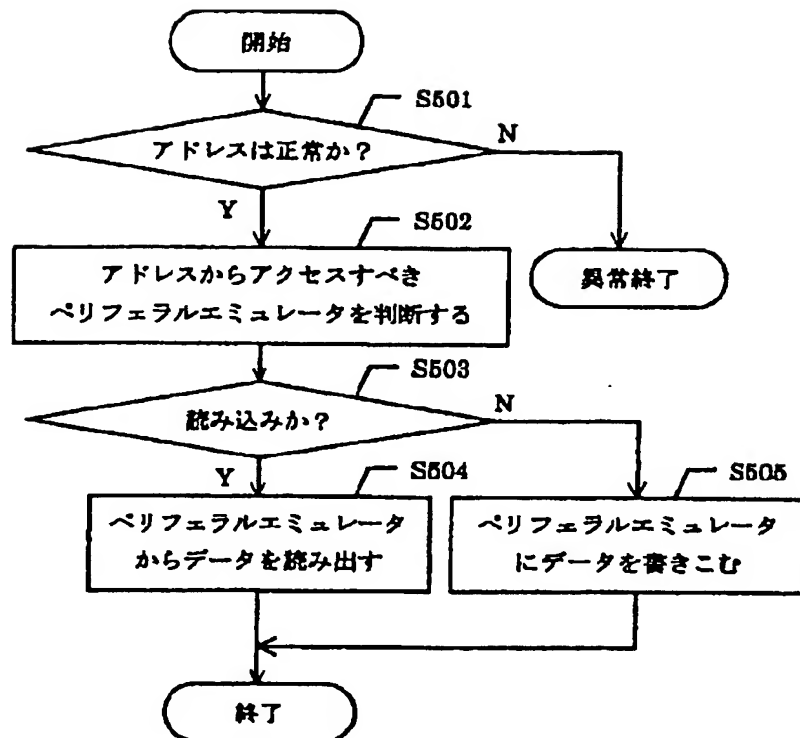 開始
S501
アドレスは正常か?
N
Y
S502
アドレスからアクセスすべき
ペリフェラルエミュレータを判断する
異常終了
S503
読み込みか?
N
Y
S504
S505
ペリフェラルエミュレータ
からデータを読み出す
ペリフェラルエミュレータ
にデータを書きこむ
終了